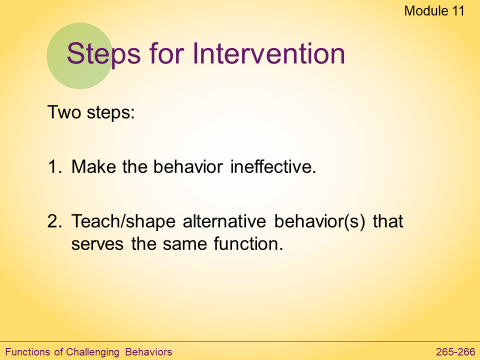 Module 11
Steps for Intervention
Two steps:
1. Make the behavior ineffective.
2. Teach/shape alternative behavior(s) that
serves the same function.
Functions of Challenging Behaviors
265-266